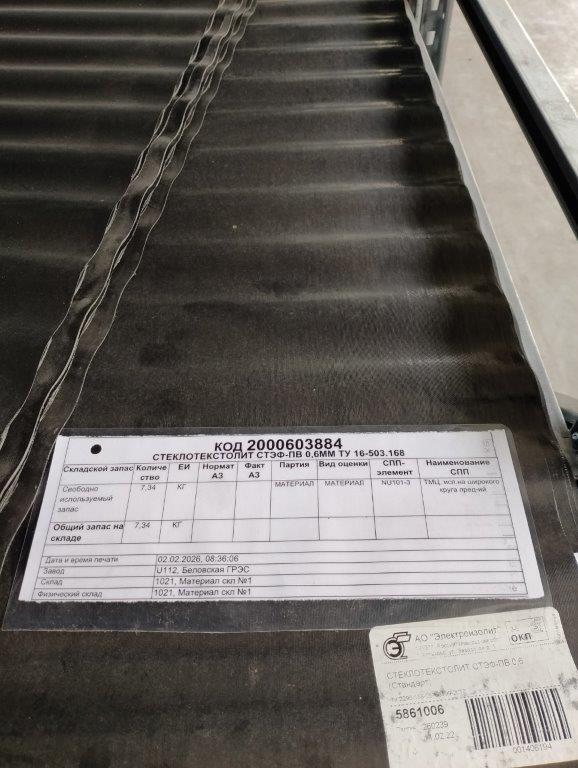 КОД 2000603884
СТЕКЛОТЕКСТОЛИТ СТЭФ-ПВ 0,6ММ ТУ 16-503.168
Складской запас Количество ЕИ Нормат АЗ Факт АЗ Партия Вид оценки СПП-элемент Наименование СПП
Свободно используемый запас 7,34 КГ МАТЕРИАЛ МАТЕРИАЛ NU101-3 ТМЦ, исп.на широкого круга пред-ий
Общий запас на складе 7,34 КГ
Дата и время печати 02.02.2026, 08:36:06
Завод U112, Беловская ГРЭС
Склад 1021, Материал скл №1
Физический склад 1021, Материал скл №1
АО "Электроизолит"
ОКП
СТЕКЛОТЕКСТОЛИТ СТЭФ-ПВ 0,6
/Стандарт
5861006
260239
.02.22
001406194